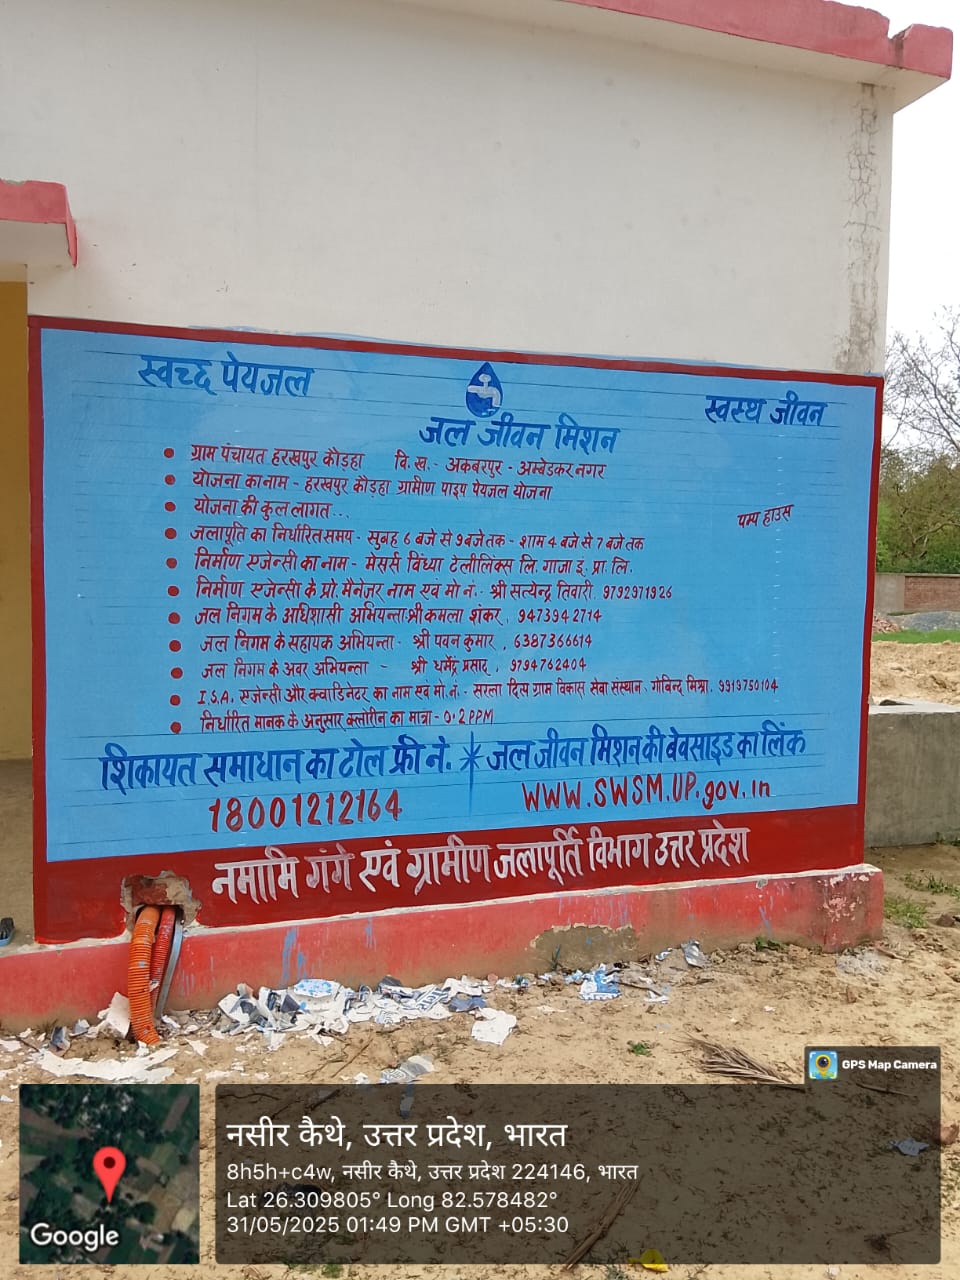 स्वच्छ पेयजल
स्वस्थ जीवन
जल जीवन मिशन
• ग्राम पंचायत हरखपुर कौड़हा वि.ख.- अकबरपुर - अम्बेडकर नगर
• योजना का नाम - हरखपुर कौड़हा ग्रामीण पाइप पेयजल योजना
• योजना की कुल लागत...
पम्प हाउस
• जलापूर्ति का निर्धारित समय - सुबह 6 बजे से 9 बजे तक - शाम 4 बजे से 7 बजे तक
• निर्माण एजेन्सी का नाम - मेसर्स विंध्या टेलीलिंक्स लि. गाजा इं. प्रा. लि.
• निर्माण एजेन्सी के प्रो. मैनेजर नाम एवं मो नं.- श्री सत्येन्द्र तिवारी. 9792971926
• जल निगम के अधिशासी अभियन्ता श्री कमला शंकर. 9473942714
• जल निगम के सहायक अभियन्ता - श्री पवन कुमार, 6387366614
• जल निगम के अवर अभियन्ता - श्री धर्मेंद्र प्रसाद, 9794762404
• I.S.A. एजेन्सी और क्वाडिनेटर का नाम एवं मो.नं.- सरला दित्य ग्राम विकास सेवा संस्थान - गोविन्द मिश्रा. 9919750104
• निर्धारित मानक के अनुसार क्लोरीन का मात्रा - 0.2 PPM
शिकायत समाधान का टोल फ्री नं. * जल जीवन मिशन की बेवसाइड का लिंक
18001212164 WWW.SWSM.UP.gov.in
नमामि गंगे एवं ग्रामीण जलापूर्ति विभाग उत्तर प्रदेश
GPS Map Camera
नसीर कैथे, उत्तर प्रदेश, भारत
8h5h+c4w, नसीर कैथे, उत्तर प्रदेश 224146, भारत
Lat 26.309805° Long 82.578482°
31/05/2025 01:49 PM GMT +05:30
Google